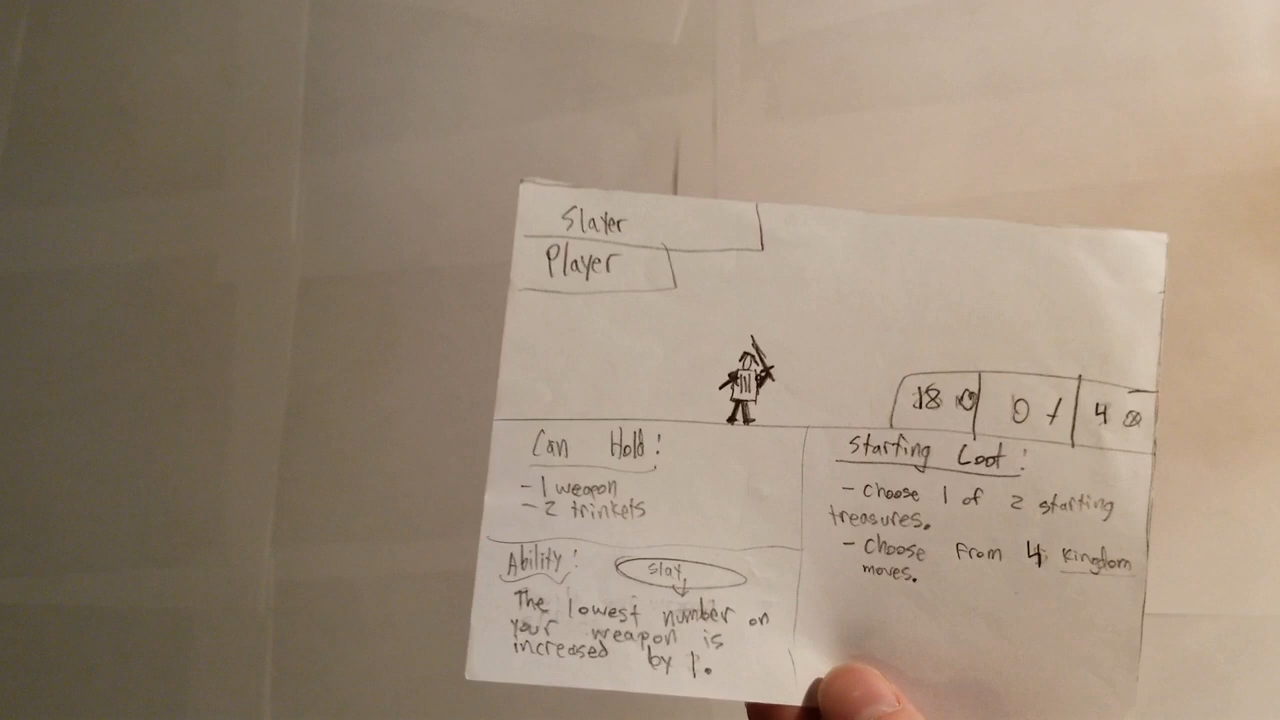 Slayer
Player
18 0 / 4
Can Hold:
- 1 weapon
- 2 trinkets
Ability:
Slay
The lowest number on
your weapon is
increased by 1.
Starting Loot:
- Choose 1 of 2 starting
treasures.
- Choose from 4 kingdom
moves.